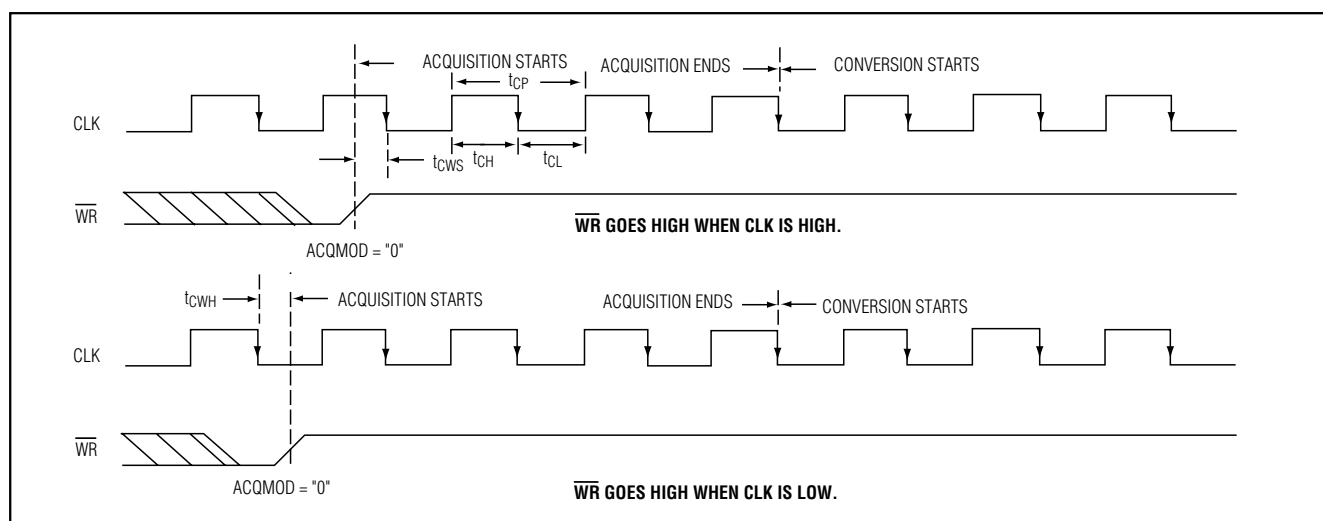 ACQUISITION STARTS
ACQUISITION ENDS
CONVERSION STARTS
tCP
CLK
tCWS
tCH
tCL
WR
WR GOES HIGH WHEN CLK IS HIGH.
ACQMOD = "0"
tCWH
ACQUISITION STARTS
ACQUISITION ENDS
CONVERSION STARTS
CLK
WR
ACQMOD = "0"
WR GOES HIGH WHEN CLK IS LOW.